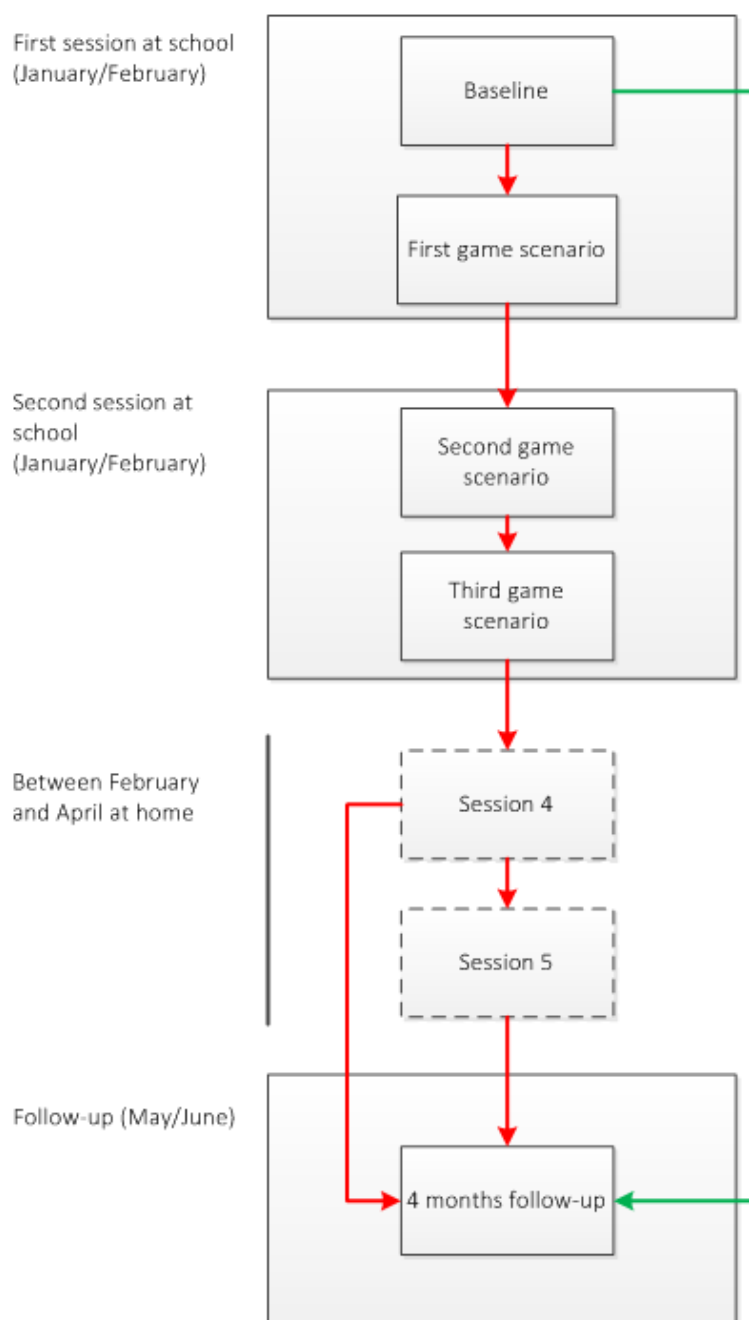 First session at school
(January/February)
Baseline
First game scenario
Second session at
school
(January/February)
Second game
scenario
Third game
scenario
Between February
and April at home
Session 4
Session 5
Follow-up (May/June)
4 months follow-up